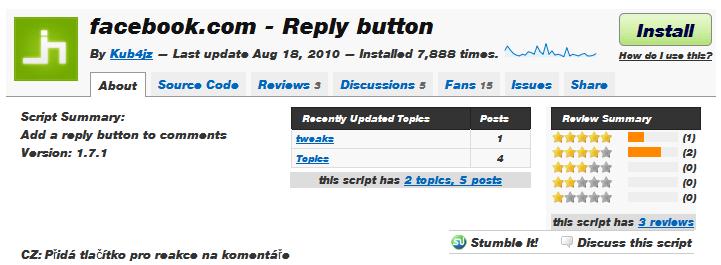 facebook.com - Reply button
Install
By Kub4jz — Last update Aug 18, 2010 — Installed 7,888 times.
How do I use this?
About Source Code Reviews 3 Discussions 5 Fans 15 Issues Share
Script Summary:
Add a reply button to comments
Version: 1.7.1
Recently Updated Topics Posts
tweaks 1
Topics 4
this script has 2 topics, 5 posts
Review Summary
(1)
(2)
(0)
(0)
(0)
this script has 3 reviews
Stumble It! Discuss this script
CZ: Přidá tlačítko pro reakce na komentáře